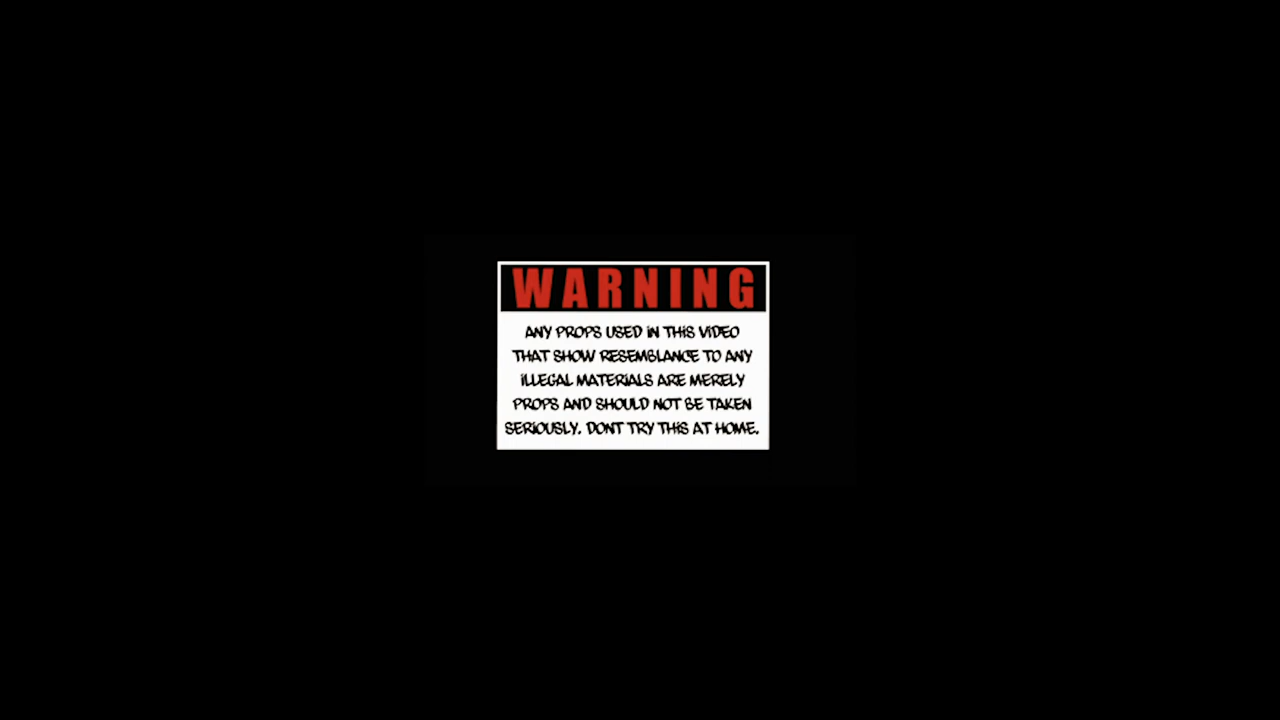 WARNING
ANY PROPS USED IN THIS VIDEO
THAT SHOW RESEMBLANCE TO ANY
ILLEGAL MATERIALS ARE MERELY
PROPS AND SHOULD NOT BE TAKEN
SERIOUSLY. DONT TRY THIS AT HOME.